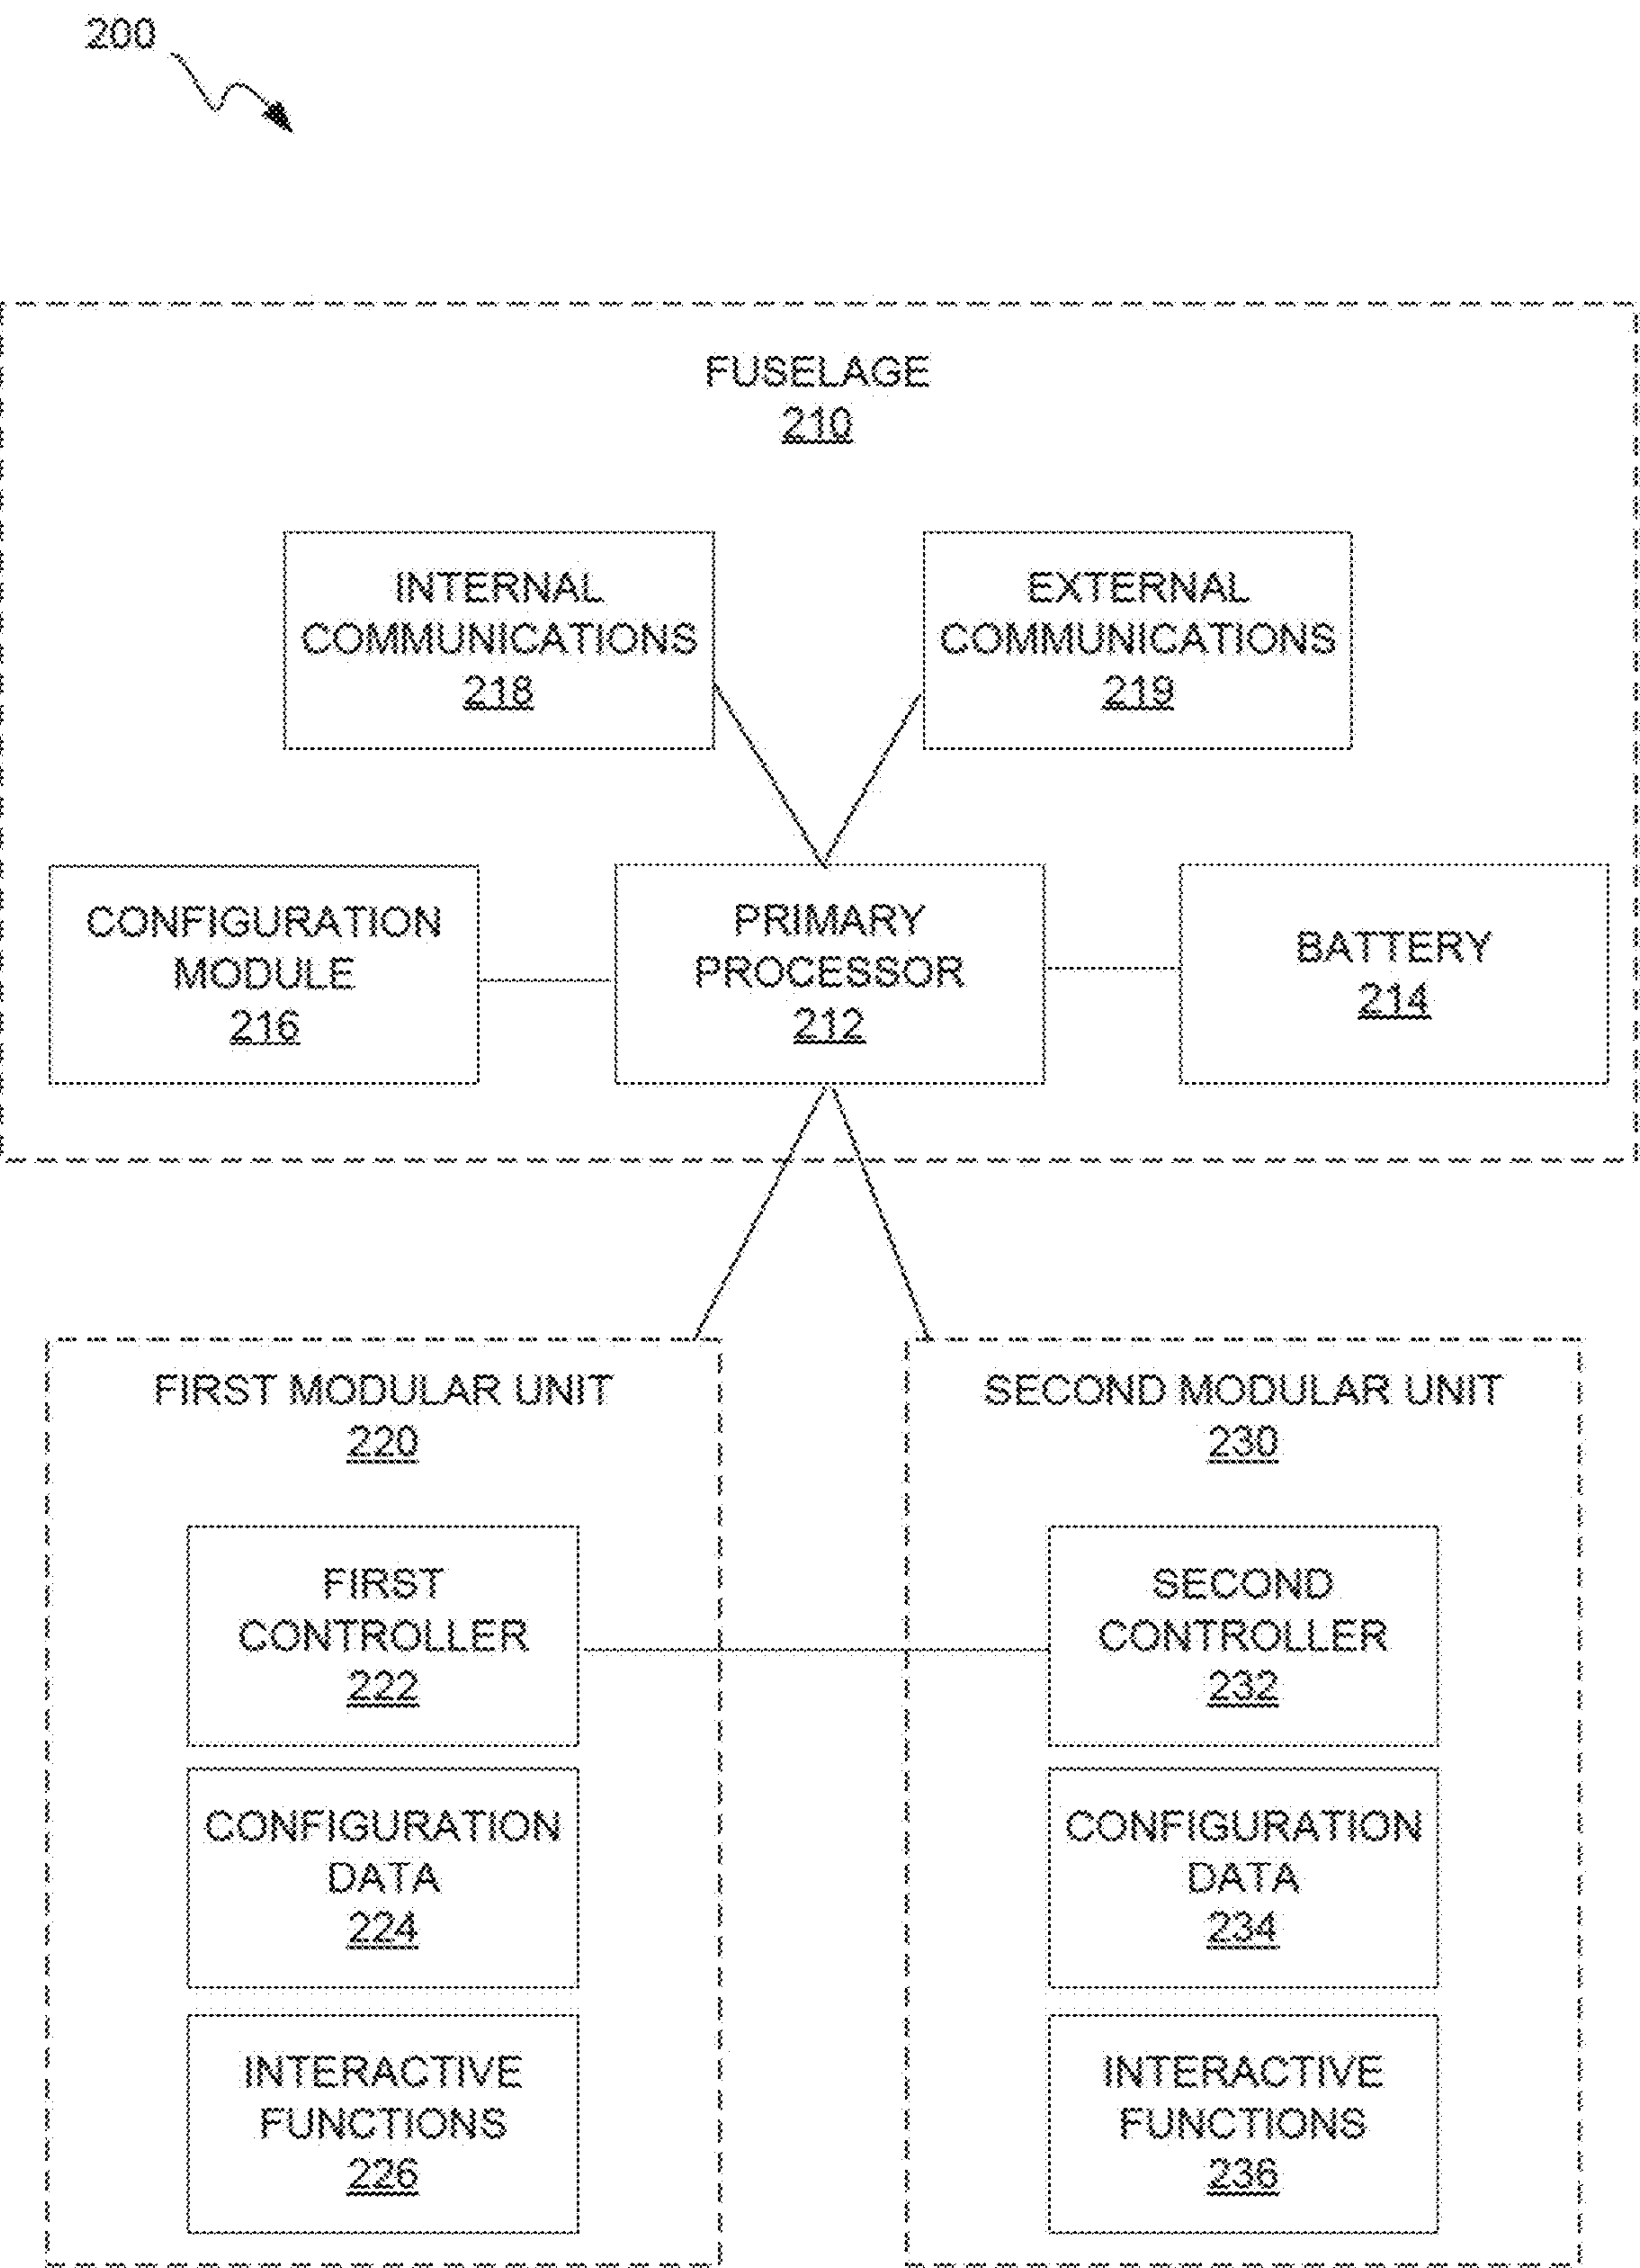 200
FUSELAGE
210
INTERNAL
COMMUNICATIONS
218
EXTERNAL
COMMUNICATIONS
219
CONFIGURATION
MODULE
216
PRIMARY
PROCESSOR
212
BATTERY
214
FIRST MODULAR UNIT
220
FIRST
CONTROLLER
222
CONFIGURATION
DATA
224
INTERACTIVE
FUNCTIONS
226
SECOND MODULAR UNIT
230
SECOND
CONTROLLER
232
CONFIGURATION
DATA
234
INTERACTIVE
FUNCTIONS
236